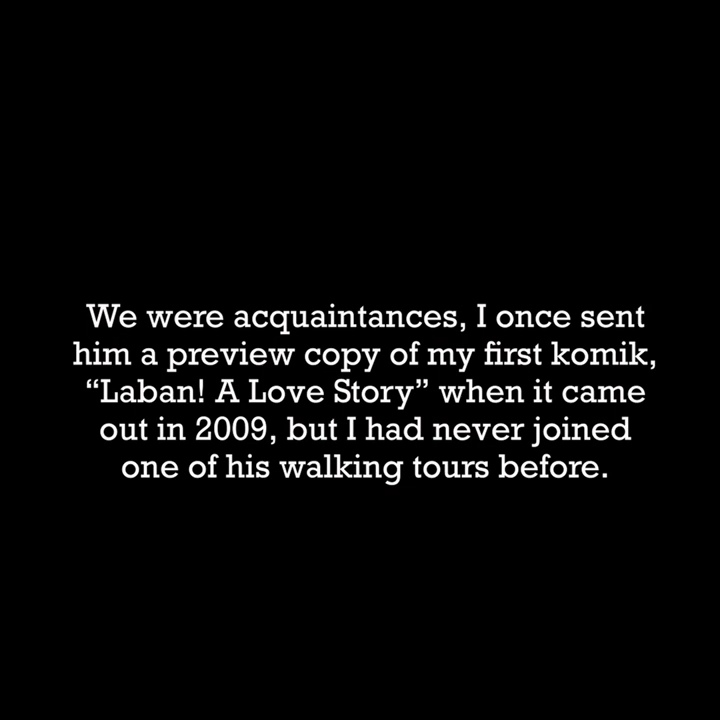 We were acquaintances, I once sent
him a preview copy of my first komik,
“Laban! A Love Story” when it came
out in 2009, but I had never joined
one of his walking tours before.